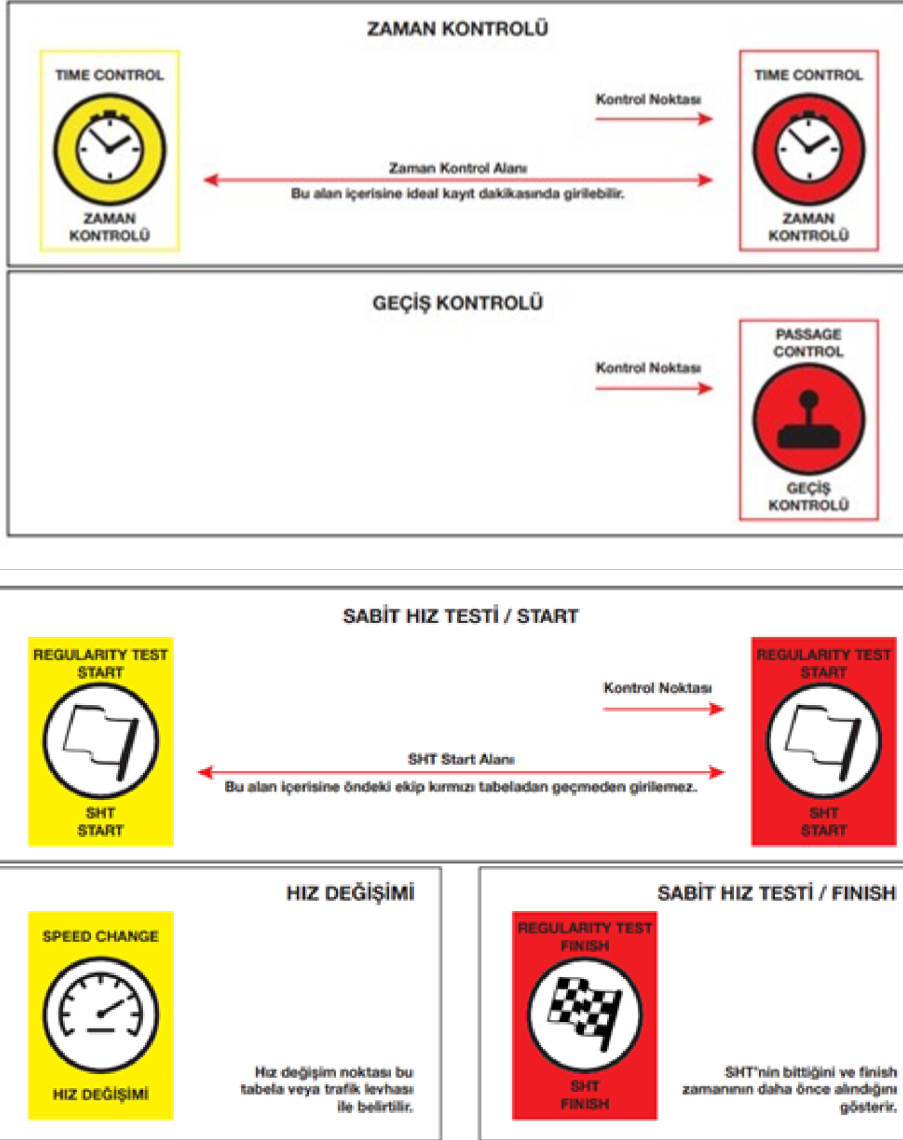 ZAMAN KONTROLÜ
TIME CONTROL
ZAMAN
KONTROLÜ
Kontrol Noktası
Zaman Kontrol Alanı
Bu alan içerisine ideal kayıt dakikasında girilebilir.
TIME CONTROL
ZAMAN
KONTROLÜ
GEÇİŞ KONTROLÜ
Kontrol Noktası
PASSAGE
CONTROL
GEÇİŞ
KONTROLÜ
SABİT HIZ TESTİ / START
REGULARITY TEST
START
SHT
START
Kontrol Noktası
SHT Start Alanı
Bu alan içerisine öndeki ekip kırmızı tabeladan geçmeden girilemez.
REGULARITY TEST
START
SHT
START
HIZ DEĞİŞİMİ
SPEED CHANGE
HIZ DEĞİŞİMİ
Hız değişim noktası bu
tabela veya trafik levhası
ile belirtilir.
SABİT HIZ TESTİ / FINISH
REGULARITY TEST
FINISH
SHT
FINISH
SHT'nin bittiğini ve finish
zamanının daha önce alındığını
gösterir.